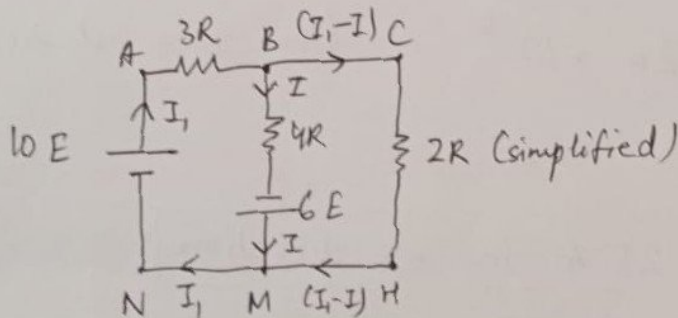 3R
A B (I₁-I) C
I₁ I
10 E 4R 2R (simplified)
6 E
I
N I₁ M (I₁-I) H